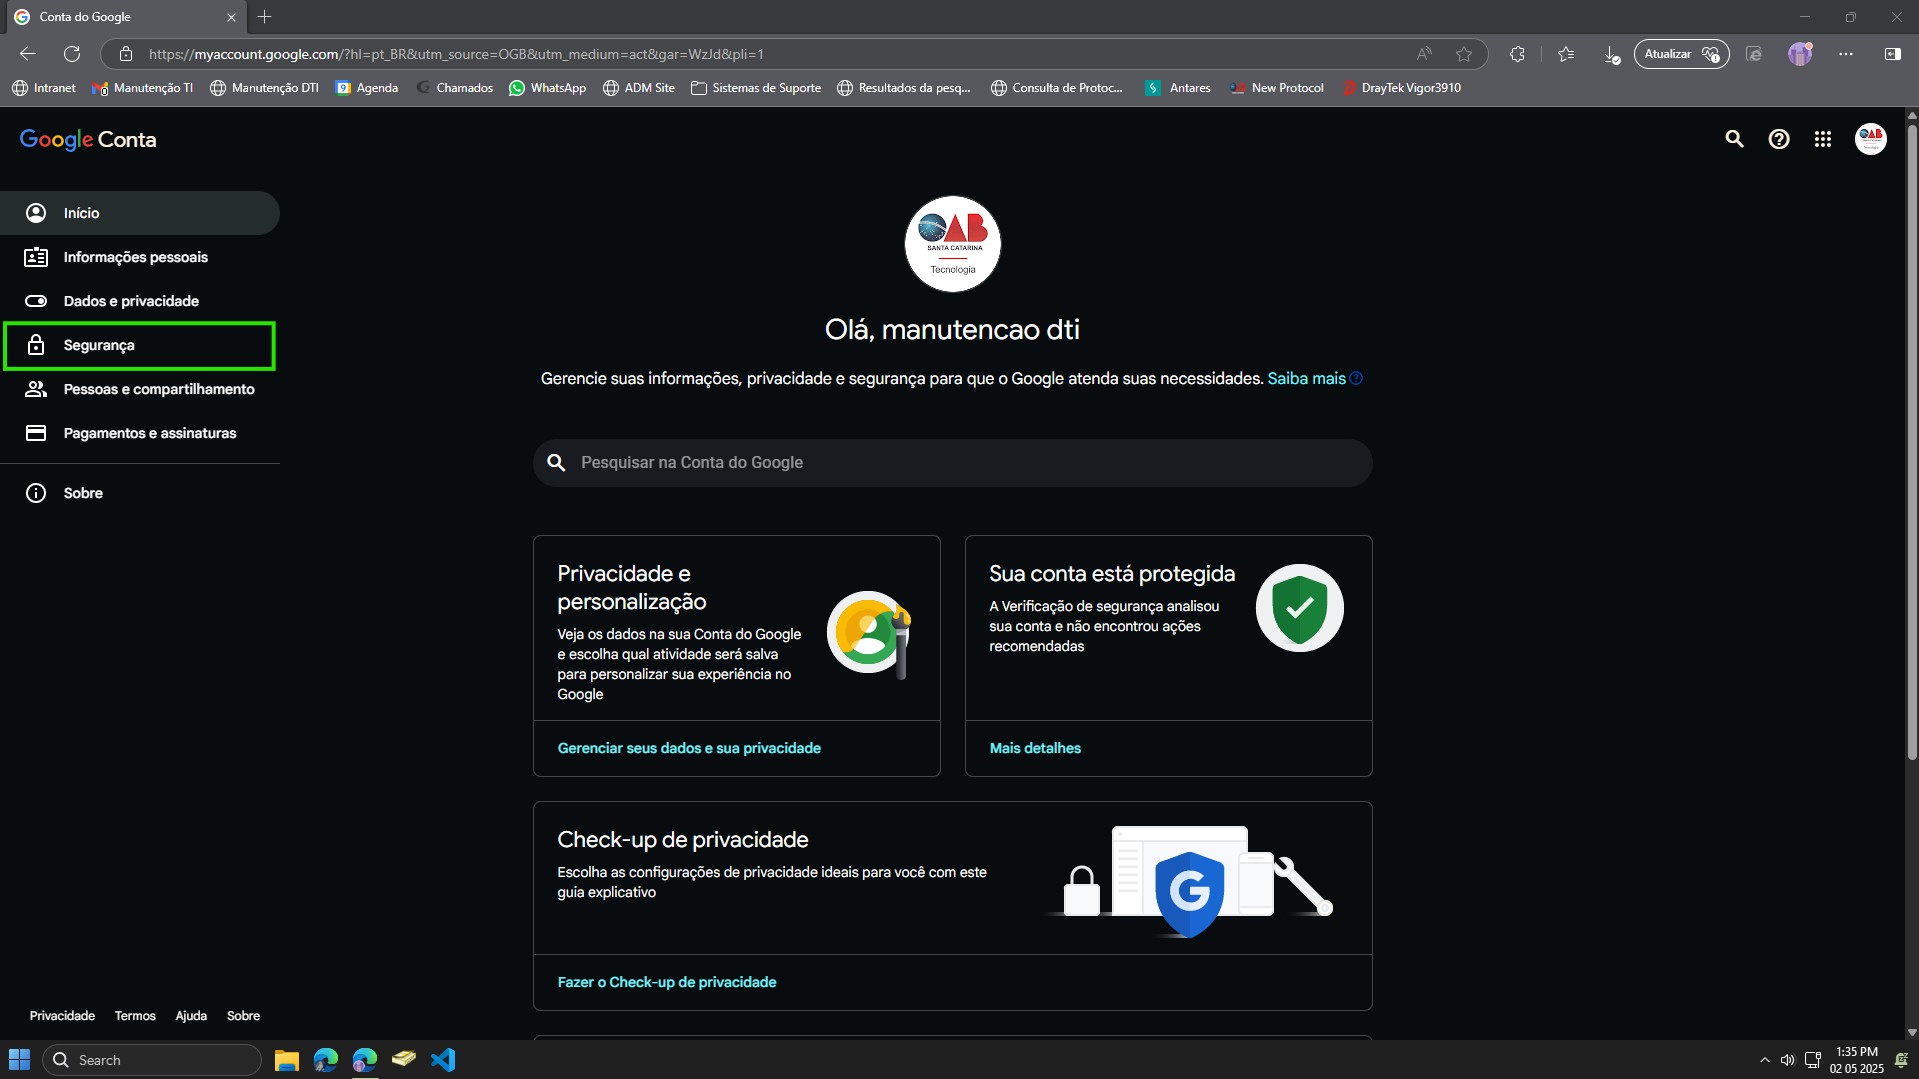 Conta do Google
https://myaccount.google.com/?hl=pt_BR&utm_source=OGB&utm_medium=act&gar=WzJd&pli=1
Atualizar
Intranet
Manutenção TI
Manutenção DTI
Agenda
Chamados
WhatsApp
ADM Site
Sistemas de Suporte
Resultados da pesq...
Consulta de Protoc...
Antares
New Protocol
DrayTek Vigor3910
Google Conta
Início
Informações pessoais
Dados e privacidade
Segurança
Pessoas e compartilhamento
Pagamentos e assinaturas
Sobre
OAB
SANTA CATARINA
Tecnologia
Olá, manutencao dti
Gerencie suas informações, privacidade e segurança para que o Google atenda suas necessidades. Saiba mais
Pesquisar na Conta do Google
Privacidade e
personalização
Veja os dados na sua Conta do Google
e escolha qual atividade será salva
para personalizar sua experiência no
Google
Gerenciar seus dados e sua privacidade
Sua conta está protegida
A Verificação de segurança analisou
sua conta e não encontrou ações
recomendadas
Mais detalhes
Check-up de privacidade
Escolha as configurações de privacidade ideais para você com este
guia explicativo
Fazer o Check-up de privacidade
Privacidade
Termos
Ajuda
Sobre
Search
1:35 PM
02 05 2025